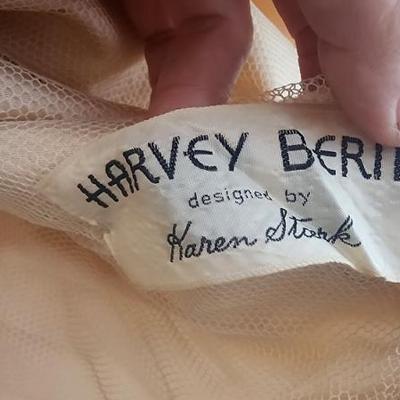 HARVEY BERI
designed by
Karen Stark